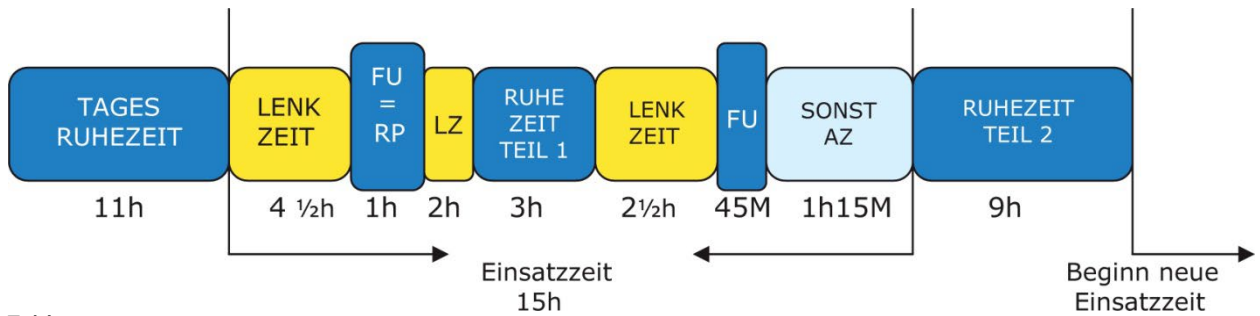 TAGES
RUHEZEIT
LENK
ZEIT
FU
=
RP
LZ
RUHE
ZEIT
TEIL 1
LENK
ZEIT
FU
SONST
AZ
RUHEZEIT
TEIL 2
11h
4 ½h
1h
2h
3h
2½h
45M
1h15M
9h
Einsatzzeit
15h
Beginn neue
Einsatzzeit